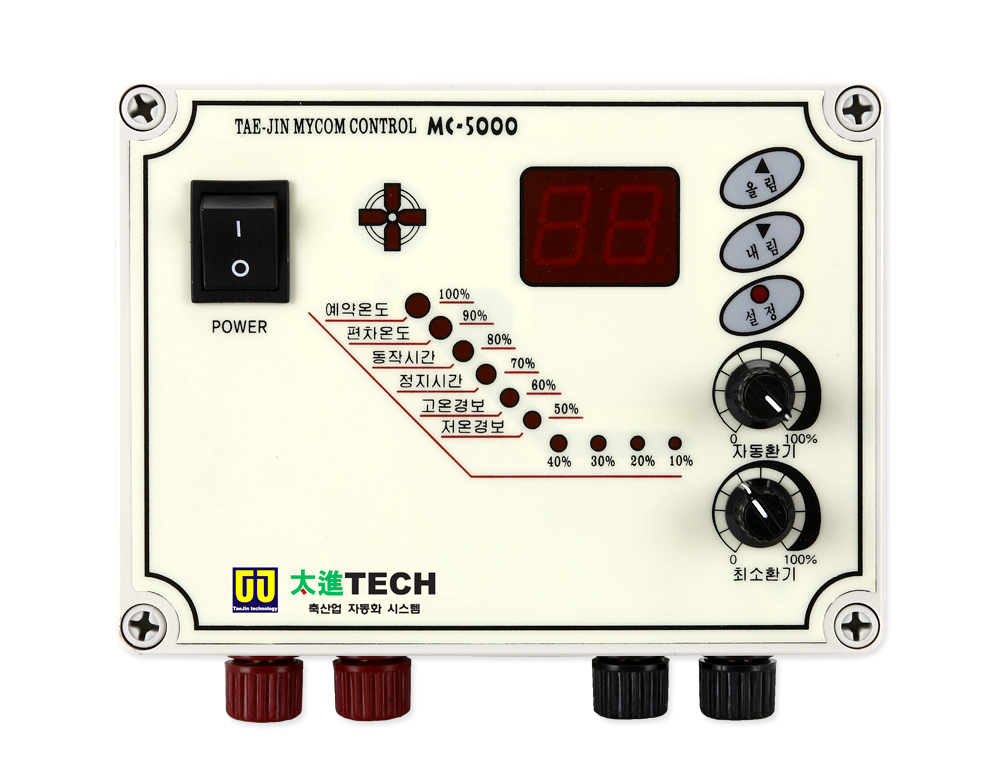 TAE-JIN MYCOM CONTROL MC-5000
POWER
88
▲
올림
▼
내림
설정
예약온도 100%
편차온도 90%
동작시간 80%
정지시간 70%
고온경보 60%
저온경보 50%
40% 30% 20% 10%
0 100%
자동환기
0 100%
최소환기
TaeJin technology
太進TECH
축산업 자동화 시스템